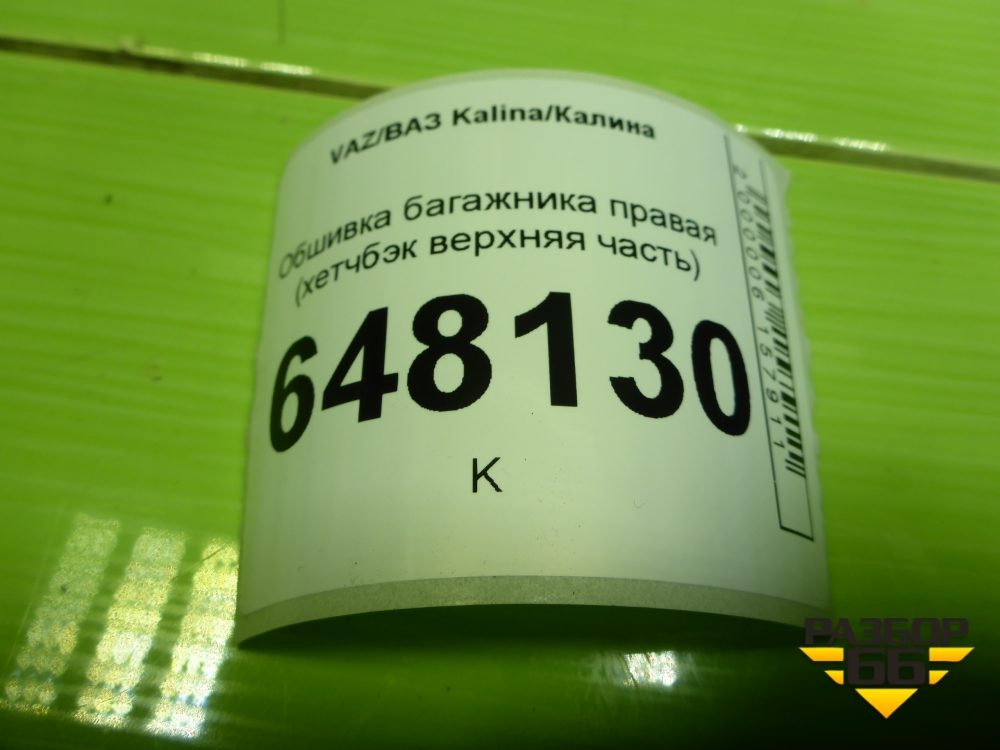 VAZ/ВАЗ Kalina/Калина
Обшивка багажника правая
(хетчбэк верхняя часть)
648130
К
2000006157911
РАЗБОР
66